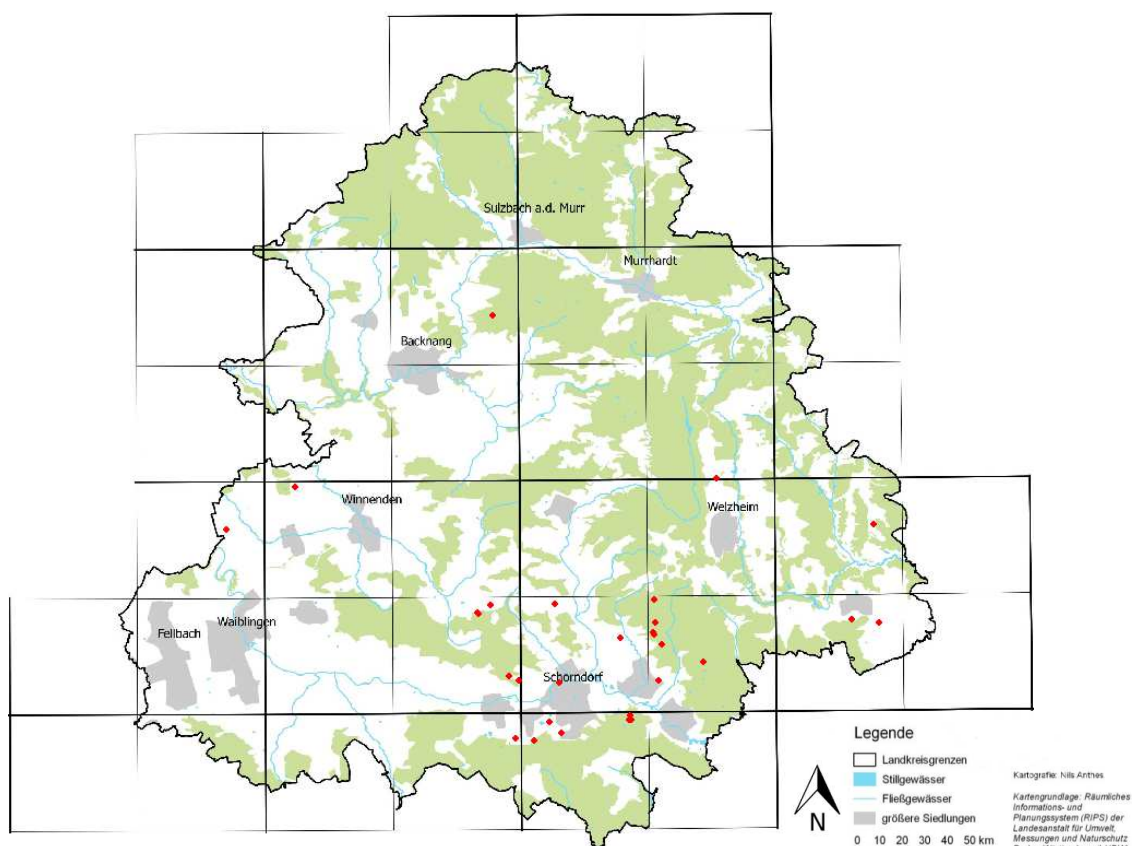 Sulzbach a.d. Murr
Murrhardt
Backnang
Winnenden
Welzheim
Fellbach
Waiblingen
Schorndorf
Legende
Landkreisgrenzen
Stillgewässer
Fließgewässer
größere Siedlungen
0 10 20 30 40 50 km
N
Kartografie: Nils Anthes
Kartengrundlage: Räumliches
Informations- und
Planungssystem (RIPS) der
Landesanstalt für Umwelt,
Messungen und Naturschutz